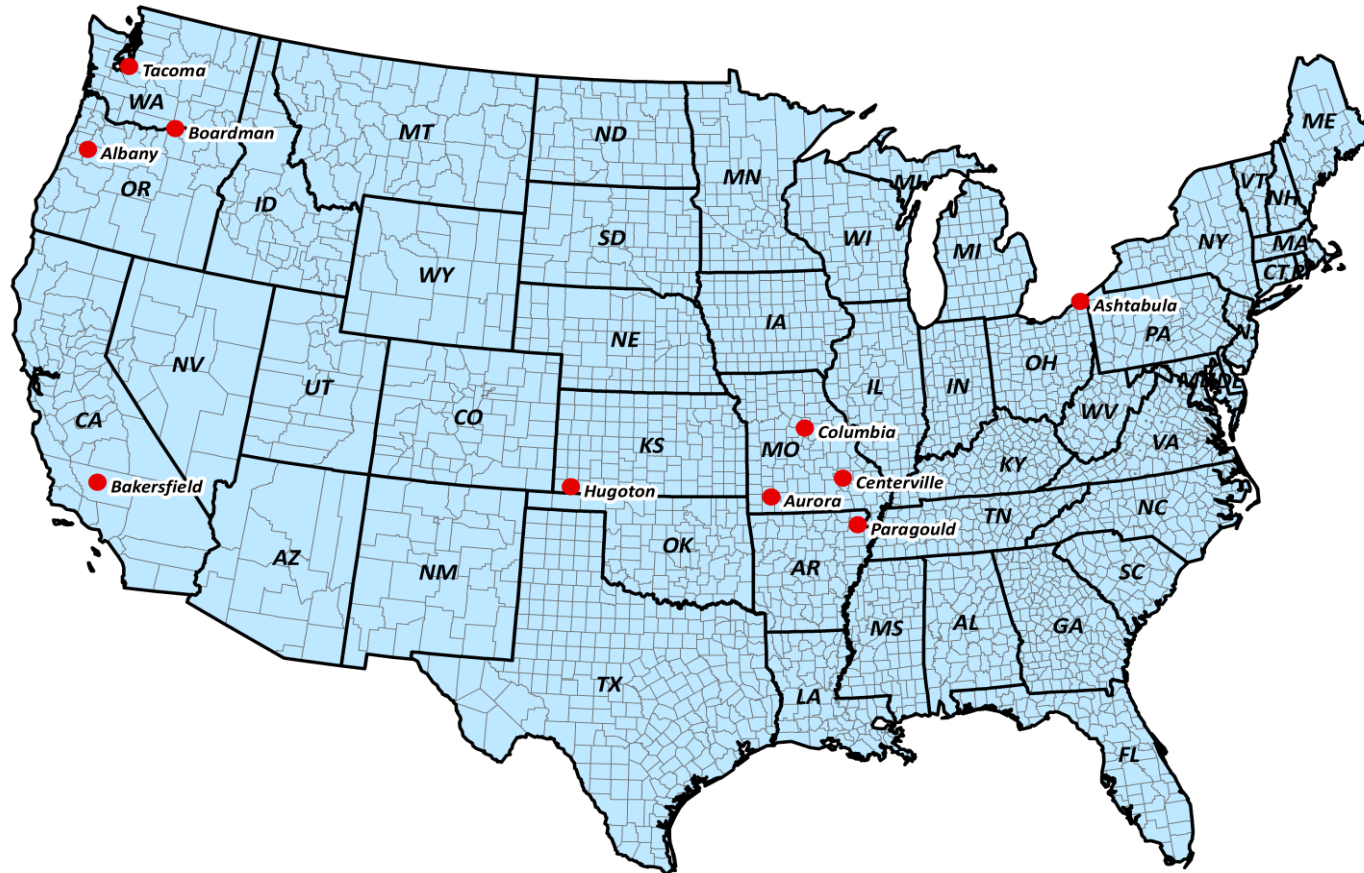 Tacoma
WA
Boardman
Albany
OR
MT
ID
ND
MN
MI
ME
VT
NH
WI
MI
NY
MA
CT
SD
WY
Ashtabula
PA
IA
NE
NV
UT
CO
IL
IN
OH
WV
VA
CA
KS
MO
Columbia
KY
Bakersfield
Hugoton
Centerville
Aurora
NC
TN
Paragould
AZ
NM
OK
AR
SC
MS
AL
GA
TX
LA
FL